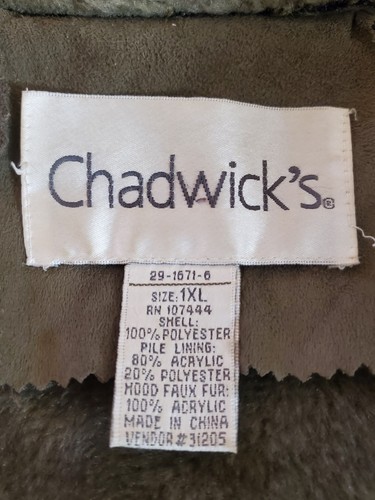 Chadwick's®
29-1671-6
SIZE: 1XL
RN 107444
SHELL:
100% POLYESTER
PILE LINING:
80% ACRYLIC
20% POLYESTER
HOOD FAUX FUR:
100% ACRYLIC
MADE IN CHINA
VENDOR #31205